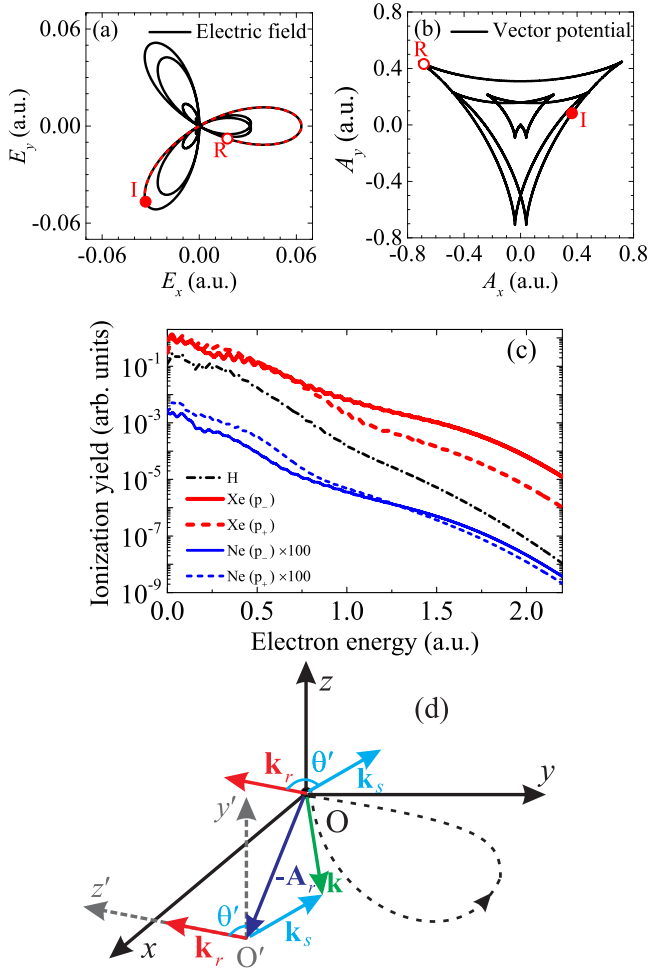 (a)
Electric field
0.06
0.00
-0.06
E_y (a.u.)
R
I
-0.06
0.00
0.06
E_x (a.u.)
(b)
Vector potential
R
I
0.8
0.4
0.0
-0.4
-0.8
A_y (a.u.)
-0.8
-0.4
0.0
0.4
0.8
A_x (a.u.)
(c)
Ionization yield (arb. units)
10^-1
10^-3
10^-5
10^-7
10^-9
H
Xe (p_-)
Xe (p_+)
Ne (p_-) ×100
Ne (p_+) ×100
0.0
0.5
1.0
1.5
2.0
Electron energy (a.u.)
(d)
z
y
k_r
θ'
k_s
O
y'
-A_r
k
z'
x
θ'
k_r
O'
k_s